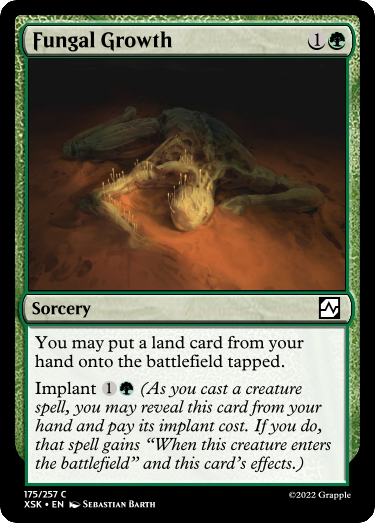 Fungal Growth 1
Sorcery
You may put a land card from your
hand onto the battlefield tapped.
Implant 1 (As you cast a creature
spell, you may reveal this card from your
hand and pay its implant cost. If you do,
that spell gains “When this creature enters
the battlefield” and this card’s effects.)
175/257 C
XSK • EN Sebastian Barth
©2022 Grapple